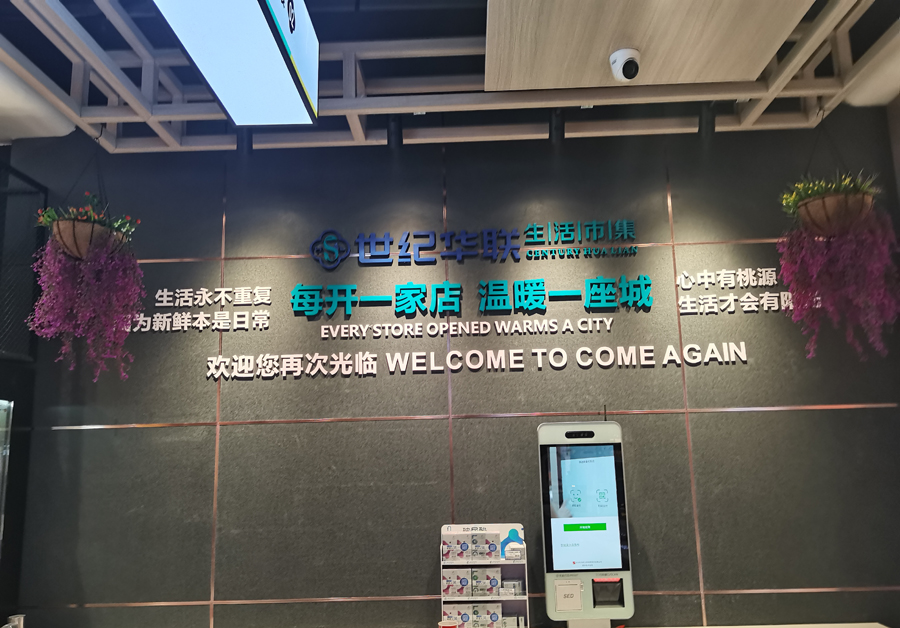 世纪华联 生活市集
CENTURY HUALIAN
生活永不重复
为新鲜本是日常
每开一家店 温暖一座城
EVERY STORE OPENED WARMS A CITY
心中有桃源
生活才会有
欢迎您再次光临 WELCOME TO COME AGAIN